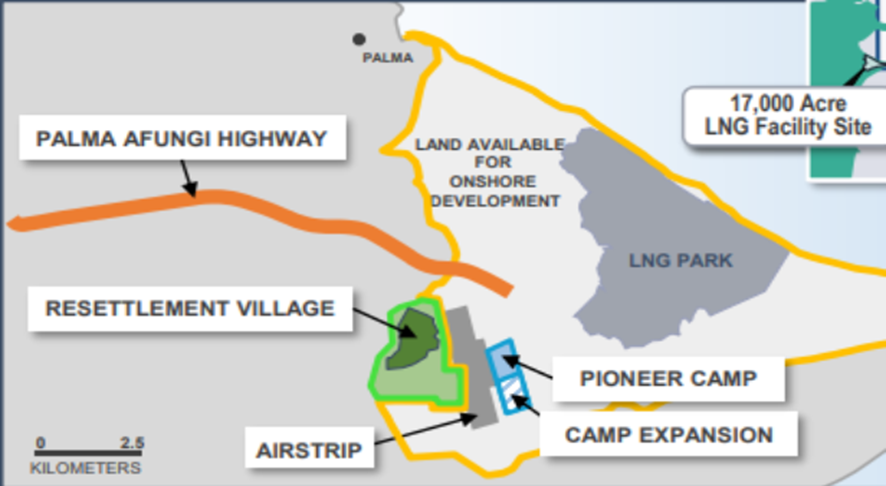 PALMA
17,000 Acre
LNG Facility Site
PALMA AFUNGI HIGHWAY
LAND AVAILABLE
FOR
ONSHORE
DEVELOPMENT
LNG PARK
RESETTLEMENT VILLAGE
PIONEER CAMP
CAMP EXPANSION
AIRSTRIP
0 2.5
KILOMETERS